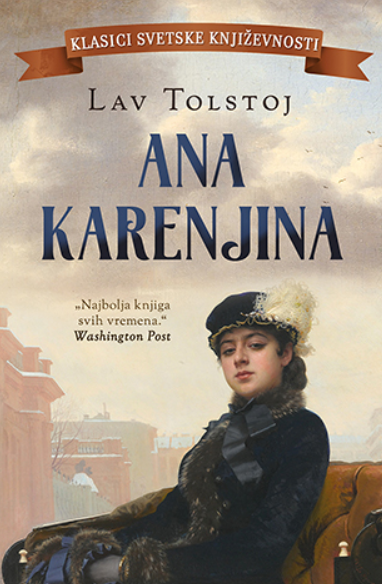 KLASICI SVETSKE KNJIŽEVNOSTI
LAV TOLSTOJ
ANA
KARENJINA
„Najbolja knjiga
svih vremena.“
Washington Post